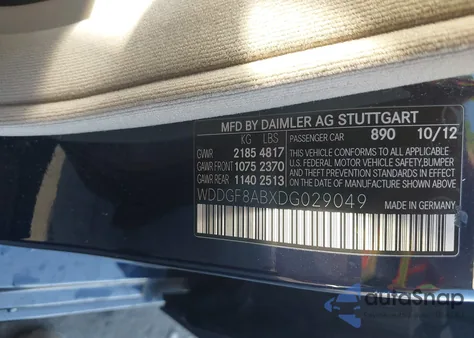 MFD BY DAIMLER AG STUTTGART
KG LBS PASSENGER CAR 890 10/12
GVWR 2185 4817 THIS VEHICLE CONFORMS TO ALL APPLICABLE
GAWR FRONT 1075 2370 U.S. FEDERAL MOTOR VEHICLE SAFETY, BUMPER
GAWR REAR 1140 2513 AND THEFT PREVENTION STANDARDS IN EFFECT
ON THE DATE OF MANUFACTURE SHOWN ABOVE.
WDDGF8ABXDG029049 MADE IN GERMANY
autoSnap